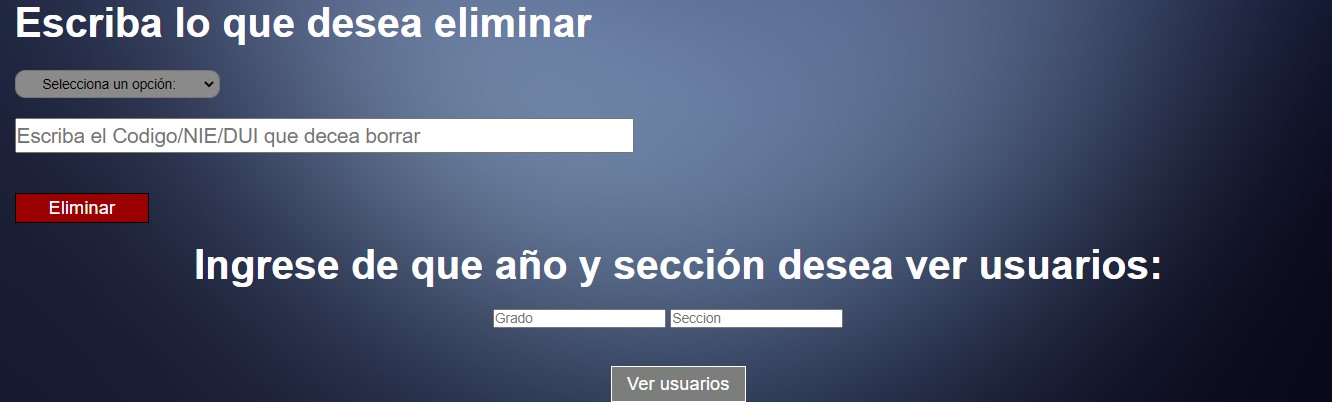 Escriba lo que desea eliminar
Selecciona un opción:
Escriba el Codigo/NIE/DUI que decea borrar
Eliminar
Ingrese de que año y sección desea ver usuarios:
Grado Seccion
Ver usuarios